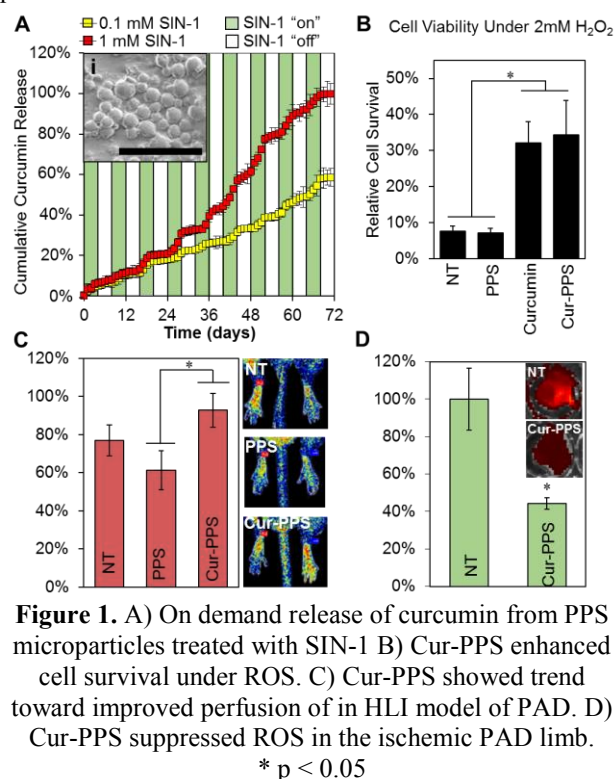 A
0.1 mM SIN-1
SIN-1 "on"
1 mM SIN-1
SIN-1 "off"
Cumulative Curcumin Release
120%
100%
80%
60%
40%
20%
0%
i
0 12 24 36 48 60 72
Time (days)
B Cell Viability Under 2mM H₂O₂
Relative Cell Survival
50%
40%
30%
20%
10%
0%
*
NT
PPS
Curcumin
Cur-PPS
C
120%
100%
80%
60%
40%
20%
0%
*
NT
PPS
Cur-PPS
NT
PPS
Cur-PPS
D
120%
100%
80%
60%
40%
20%
0%
NT
Cur-PPS
*
NT
Cur-PPS
Figure 1. A) On demand release of curcumin from PPS
microparticles treated with SIN-1 B) Cur-PPS enhanced
cell survival under ROS. C) Cur-PPS showed trend
toward improved perfusion of in HLI model of PAD. D)
Cur-PPS suppressed ROS in the ischemic PAD limb.
* p < 0.05